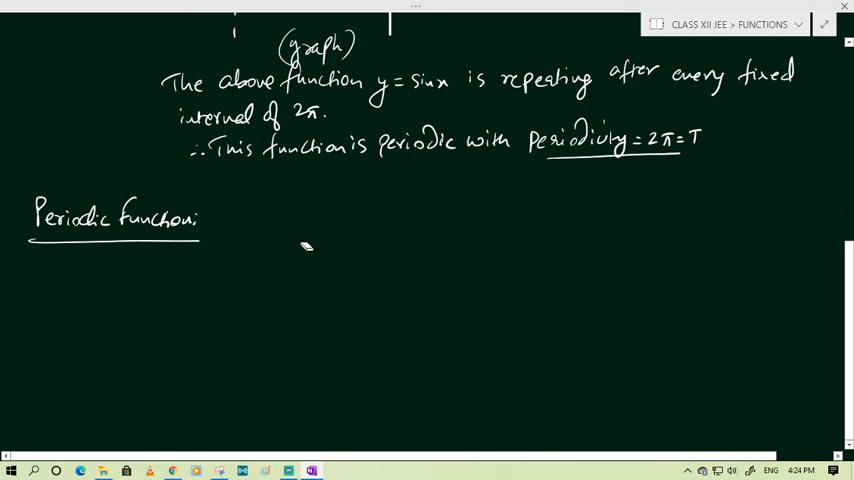 CLASS XII JEE > FUNCTIONS
(graph)
The above function y = sinx is repeating after every fixed
interval of 2π.
∴ This function is periodic with Periodicity = 2π = T
Periodic Function:
ENG
4:24 PM